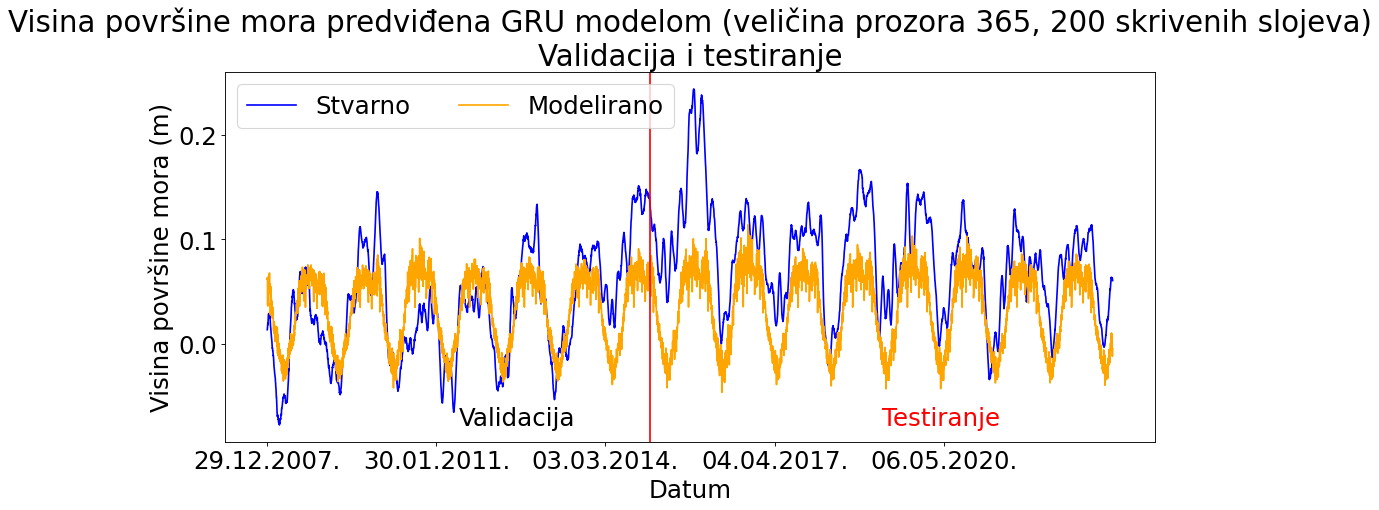 Visina površine mora predviđena GRU modelom (veličina prozora 365, 200 skrivenih slojeva)
Validacija i testiranje
Stvarno
Modelirano
Visina površine mora (m)
0.2
0.1
0.0
Validacija
Testiranje
29.12.2007.
30.01.2011.
03.03.2014.
04.04.2017.
06.05.2020.
Datum